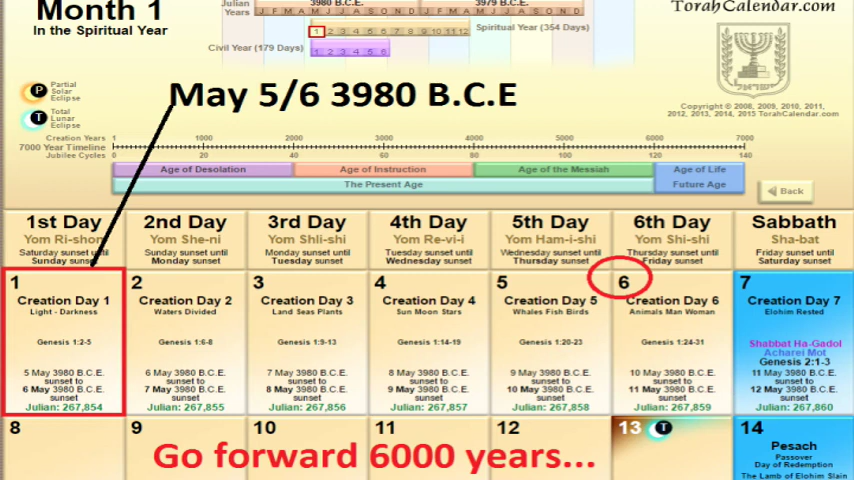 Month 1
In the Spiritual Year
Julian Years
3980 B.C.E.
3979 B.C.E.
J F M A M J J A S O N D J F M A M J J A S O N D
1 2 3 4 5 6 7 8 9 10 11 12
Spiritual Year (354 Days)
Civil Year (179 Days)
1 2 3 4 5 6
TorahCalendar.com
Copyright © 2008, 2009, 2010, 2011,
2012, 2013, 2014, 2015 TorahCalendar.com
P
Partial
Solar
Eclipse
T
Total
Lunar
Eclipse
May 5/6 3980 B.C.E
Creation Years 1 1000 2000 3000 4000 5000 6000 7000
7000 Year Timeline
Jubilee Cycles 20 40 60 80 100 120 140
Age of Desolation
Age of Instruction
Age of the Messiah
Age of Life
The Present Age
Future Age
Back
1st Day
Yom Ri-shon
Saturday sunset until
Sunday sunset
2nd Day
Yom She-ni
Sunday sunset until
Monday sunset
3rd Day
Yom Shli-shi
Monday sunset until
Tuesday sunset
4th Day
Yom Re-vi-i
Tuesday sunset until
Wednesday sunset
5th Day
Yom Ham-i-shi
Wednesday sunset until
Thursday sunset
6th Day
Yom Shi-shi
Thursday sunset until
Friday sunset
Sabbath
Sha-bat
Friday sunset until
Saturday sunset
1
Creation Day 1
Light - Darkness
Genesis 1:2-5
5 May 3980 B.C.E.
sunset to
6 May 3980 B.C.E.
sunset
Julian: 267,854
2
Creation Day 2
Waters Divided
Genesis 1:6-8
6 May 3980 B.C.E.
sunset to
7 May 3980 B.C.E.
sunset
Julian: 267,855
3
Creation Day 3
Land Seas Plants
Genesis 1:9-13
7 May 3980 B.C.E.
sunset to
8 May 3980 B.C.E.
sunset
Julian: 267,856
4
Creation Day 4
Sun Moon Stars
Genesis 1:14-19
8 May 3980 B.C.E.
sunset to
9 May 3980 B.C.E.
sunset
Julian: 267,857
5
Creation Day 5
Whales Fish Birds
Genesis 1:20-23
9 May 3980 B.C.E.
sunset to
10 May 3980 B.C.E.
sunset
Julian: 267,858
6
Creation Day 6
Animals Man Woman
Genesis 1:24-31
10 May 3980 B.C.E.
sunset to
11 May 3980 B.C.E.
sunset
Julian: 267,859
7
Creation Day 7
Elohim Rested
Shabbat Ha-Gadol
Acharei Mot
Genesis 2:1-3
11 May 3980 B.C.E.
sunset to
12 May 3980 B.C.E.
sunset
Julian: 267,860
8
9
10
11
12
13 T
14
Pesach
Passover
Day of Redemption
The Lamb of Elohim Slain
Go forward 6000 years...